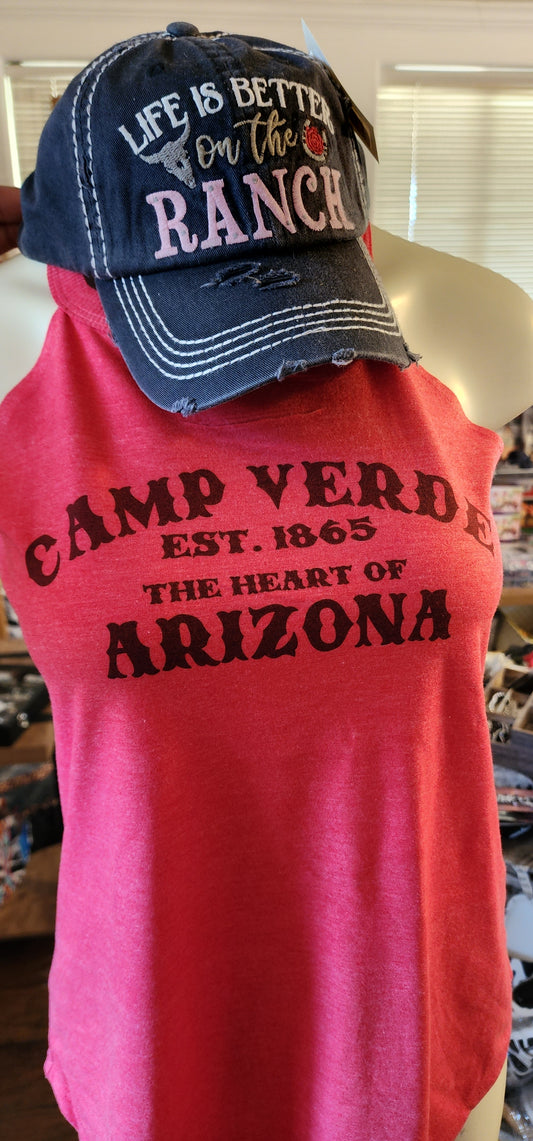 LIFE IS BETTER
on the
RANCH
CAMP VERDE
EST. 1865
THE HEART OF
ARIZONA